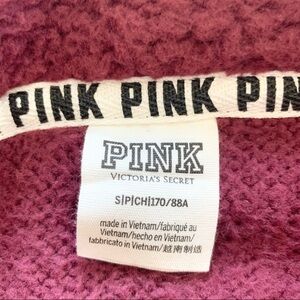 PINK PINK PIN
PINK
VICTORIA'S SECRET
S|P|CH|170/88A
made in Vietnam/fabriqué au
Vietnam/hecho en Vietnam/
fabbricato in Vietnam/越南制造